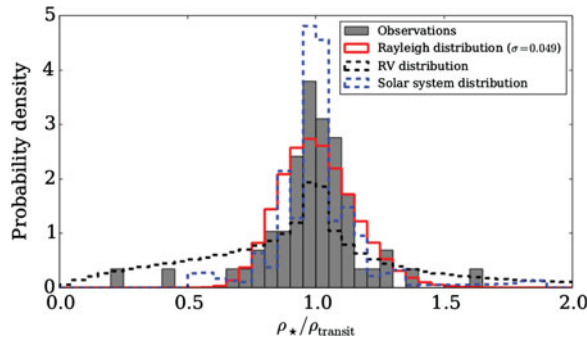 Probability density
5
4
3
2
1
0
Observations
Rayleigh distribution (σ=0.049)
RV distribution
Solar system distribution
0.0 0.5 1.0 1.5 2.0
ρ⋆/ρtransit